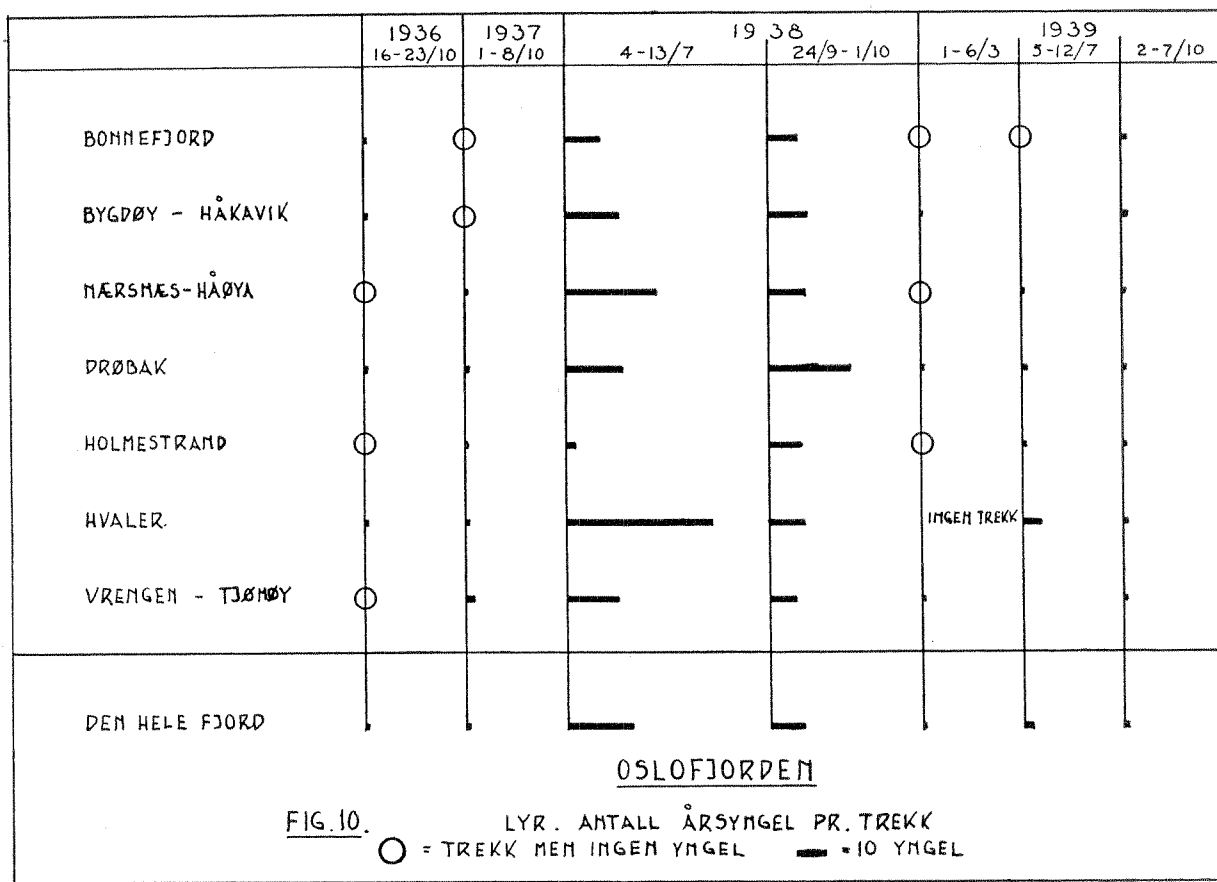 1936 1937 1938 1939
16-23/10 1-8/10 4-13/7 24/9-1/10 1-6/3 5-12/7 2-7/10
BONNEFJORD
BYGDØY - HÅKAVIK
NÆRSNÆS-HÅØYA
DRØBAK
HOLMESTRAND
HVALER. INGEN TREKK
VRENGEN - TJØMØY
DEN HELE FJORD
OSLOFJORDEN
FIG.10. LYR. ANTALL ÅRSYNGEL PR. TREKK
= TREKK MEN INGEN YNGEL = 10 YNGEL